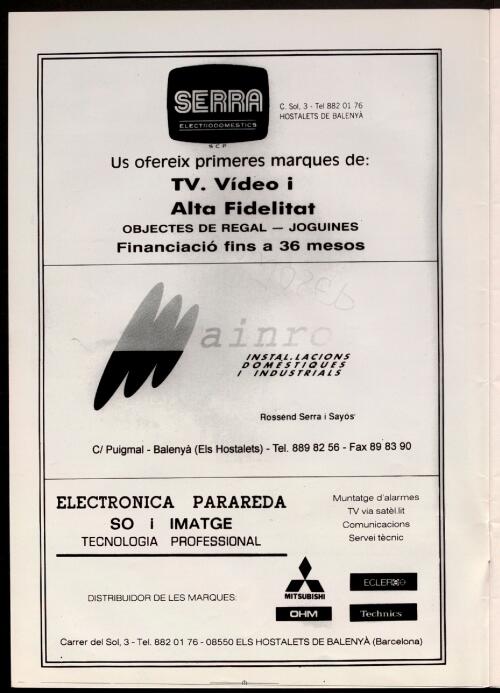 SERRA
ELECTRODOMESTICS
S C P
C. Sol, 3 - Tel 882 01 76
HOSTALETS DE BALENYÀ
Us ofereix primeres marques de:
TV. Vídeo i
Alta Fidelitat
OBJECTES DE REGAL — JOGUINES
Financiació fins a 36 mesos
ainro
INSTAL.LACIONS
DOMÈSTIQUES
I INDUSTRIALS
Rossend Serra i Sayós
C/ Puigmal - Balenyà (Els Hostalets) - Tel. 889 82 56 - Fax 89 83 90
ELECTRONICA PARAREDA
SO i IMATGE
TECNOLOGIA PROFESSIONAL
Muntatge d'alarmes
TV via satèl.lit
Comunicacions
Servei tècnic
DISTRIBUIDOR DE LES MARQUES:
MITSUBISHI
ECLER
OHM
Technics
Carrer del Sol, 3 - Tel. 882 01 76 - 08550 ELS HOSTALETS DE BALENYÀ (Barcelona)